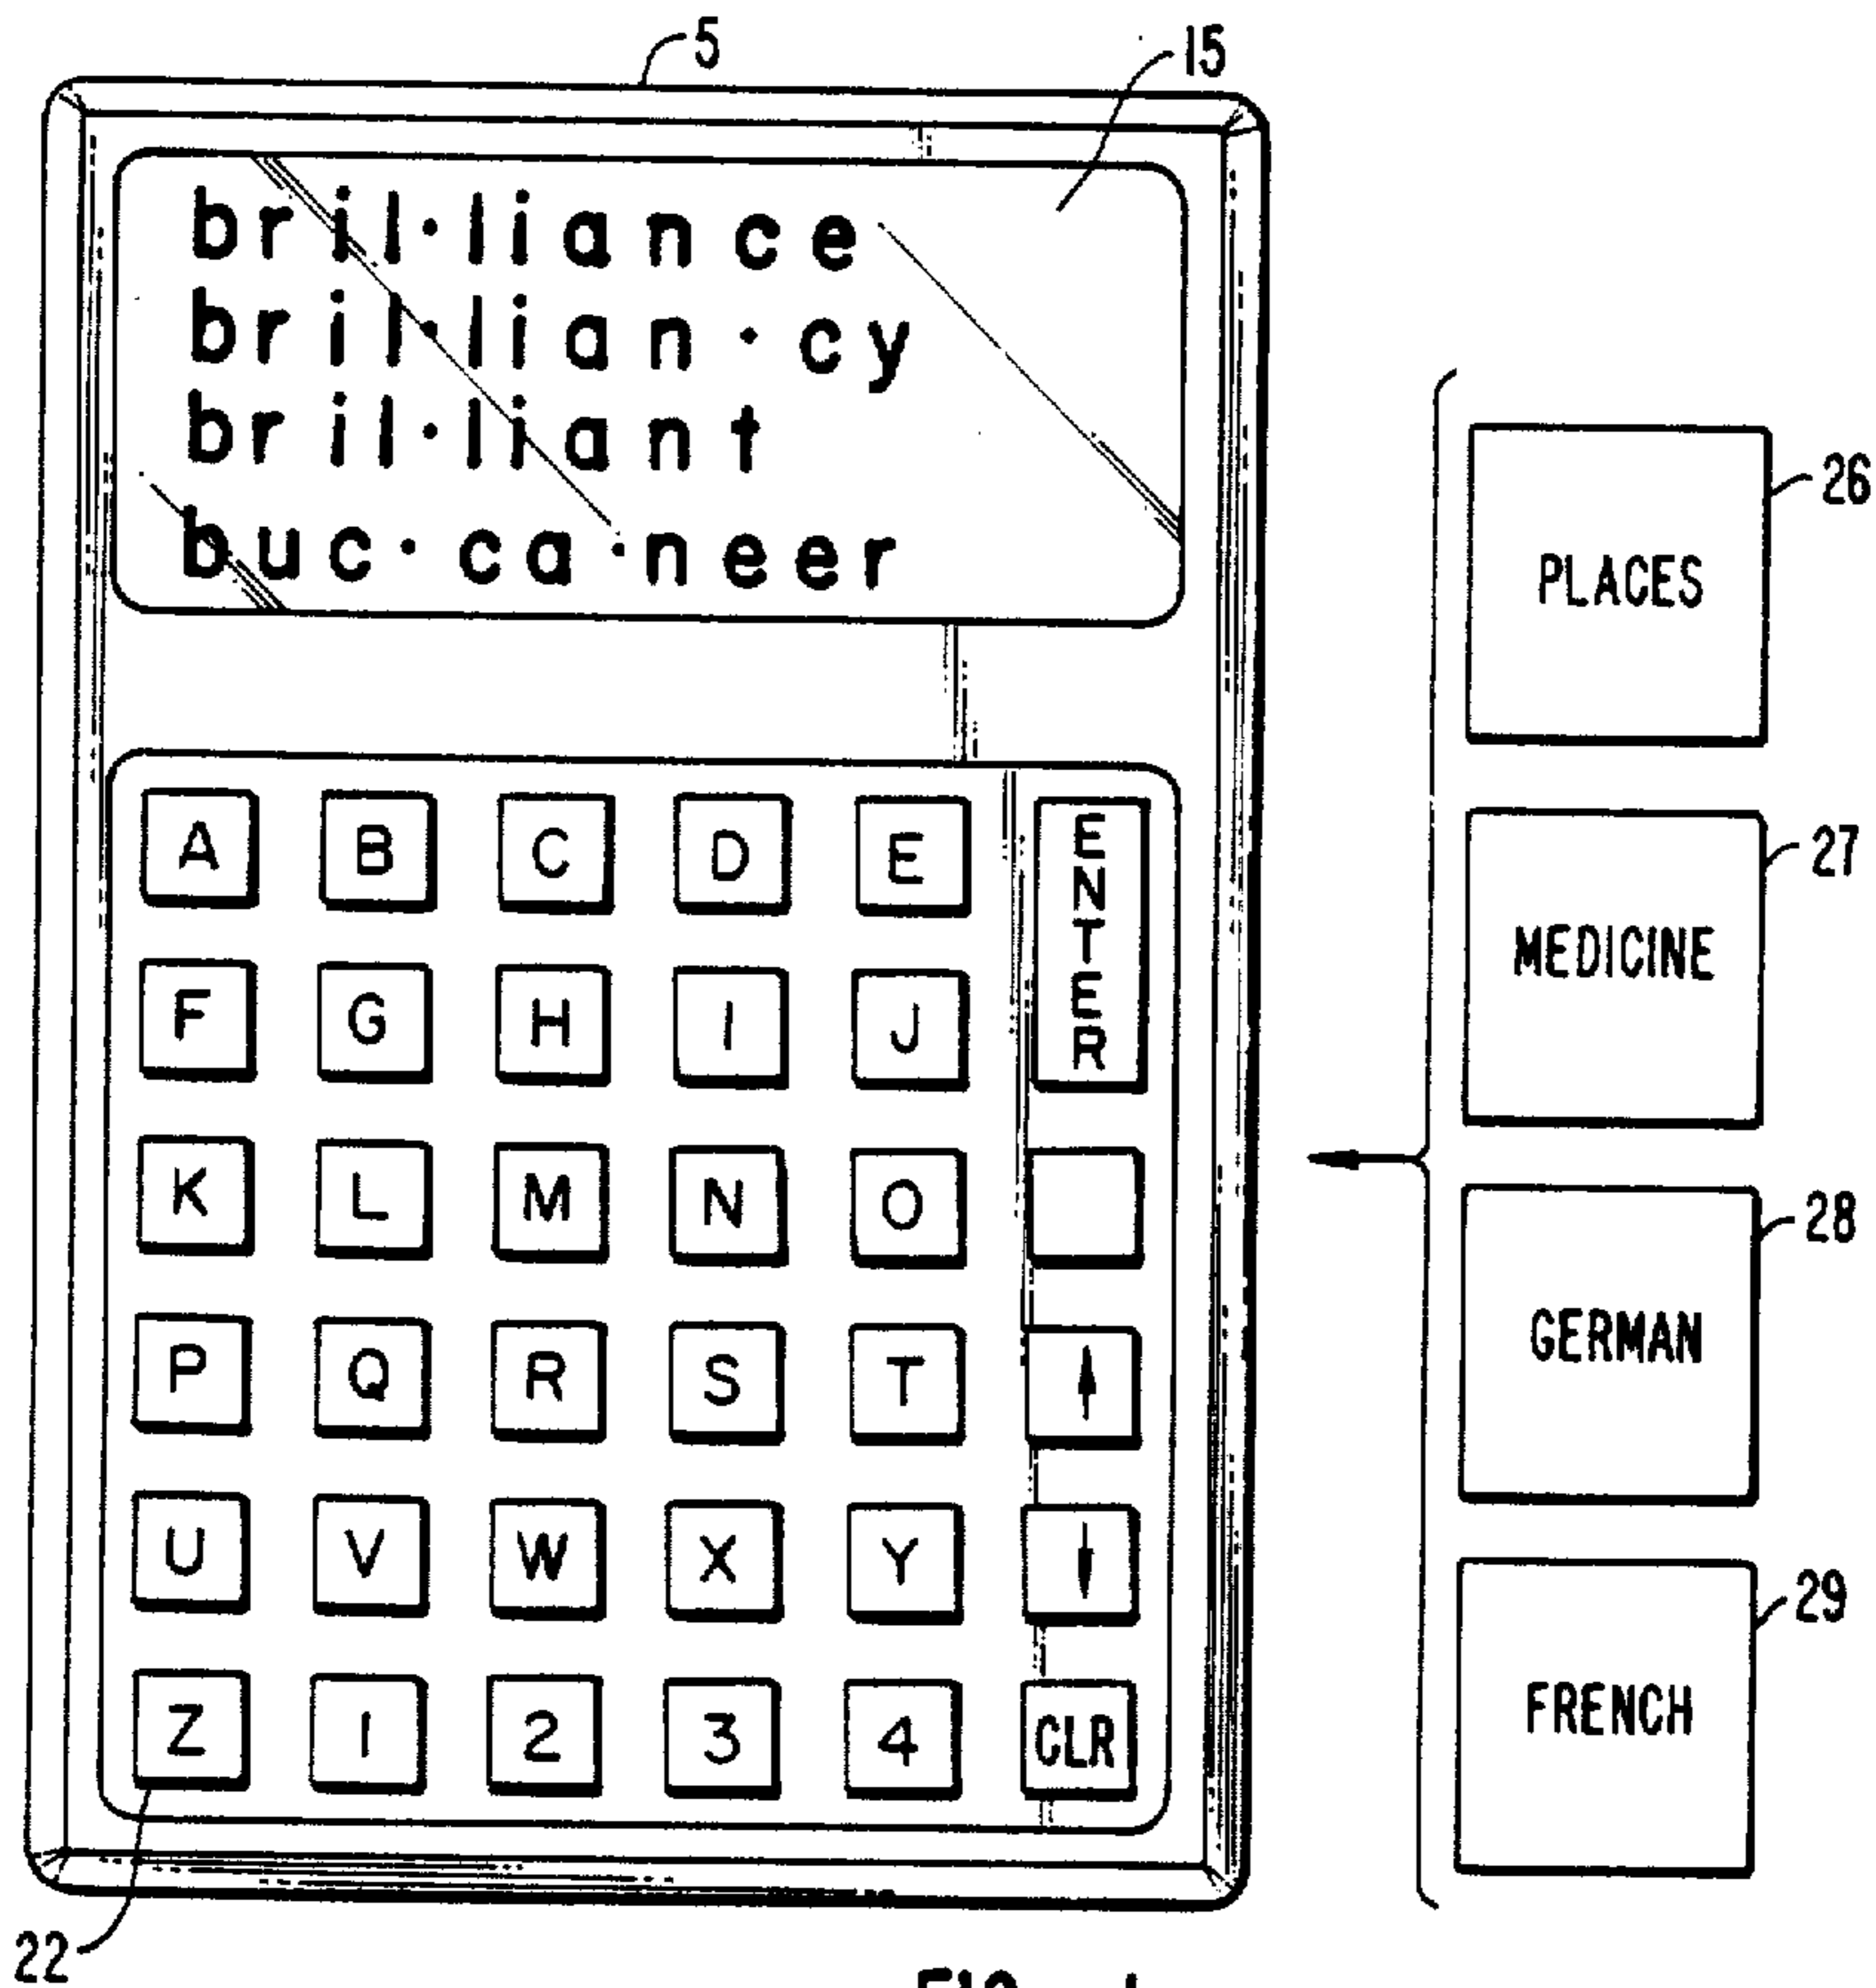 5
15
bril·liance
bril·lian·cy
bril·liant
buc·ca·neer
26
PLACES
A B C D E ENTER
27
MEDICINE
F G H I J
K L M N O
28
GERMAN
P Q R S T ↑
U V W X Y ↓
29
FRENCH
Z 1 2 3 4 CLR
22